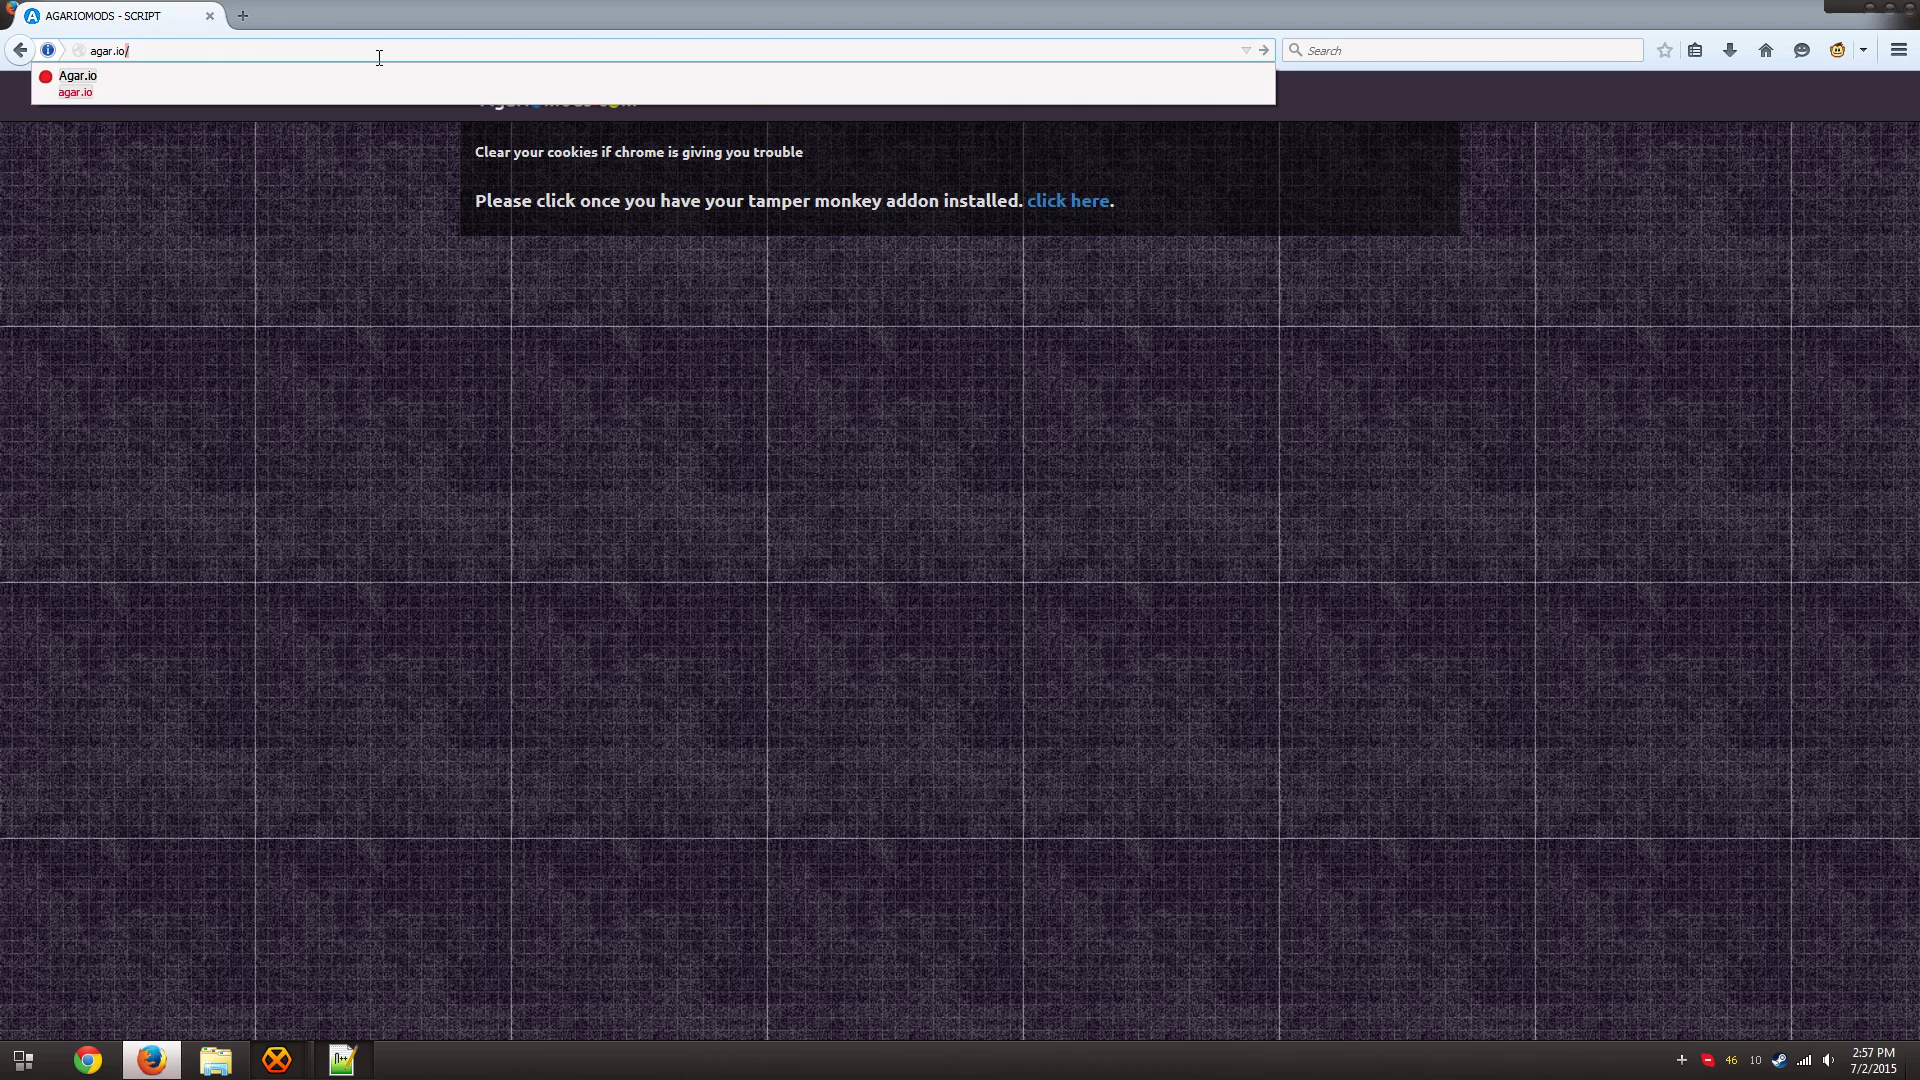 AGARIOMODS - SCRIPT
agar.io/
Search
Agar.io
agar.io
Clear your cookies if chrome is giving you trouble
Please click once you have your tamper monkey addon installed. click here.
46
10
2:57 PM
7/2/2015